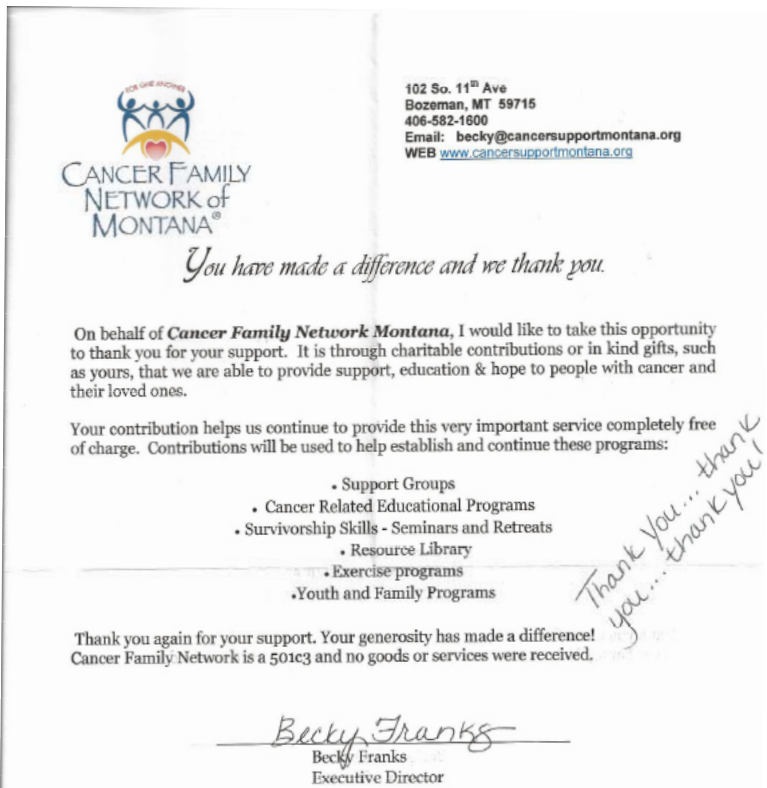 FOR ONE ANOTHER
CANCER FAMILY
NETWORK of
MONTANA®
102 So. 11th Ave
Bozeman, MT 59715
406-582-1600
Email: becky@cancersupportmontana.org
WEB www.cancersupportmontana.org
You have made a difference and we thank you.
On behalf of Cancer Family Network Montana, I would like to take this opportunity
to thank you for your support. It is through charitable contributions or in kind gifts, such
as yours, that we are able to provide support, education & hope to people with cancer and
their loved ones.
Your contribution helps us continue to provide this very important service completely free
of charge. Contributions will be used to help establish and continue these programs:
• Support Groups
• Cancer Related Educational Programs
• Survivorship Skills - Seminars and Retreats
• Resource Library
• Exercise programs
•Youth and Family Programs
Thank You... thank
you... thank you!
Thank you again for your support. Your generosity has made a difference!
Cancer Family Network is a 501c3 and no goods or services were received.
Becky Franks
Becky Franks
Executive Director